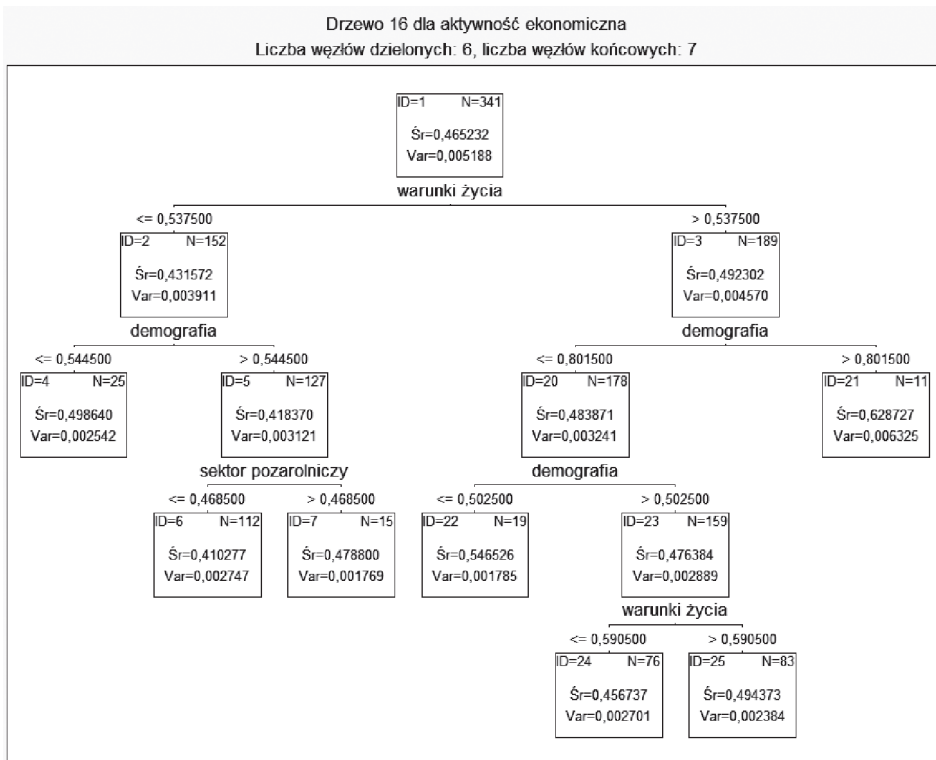 Drzewo 16 dla aktywność ekonomiczna
Liczba węzłów dzielonych: 6, liczba węzłów końcowych: 7
ID=1 N=341
Śr=0,465232
Var=0,005188
warunki życia
<= 0,537500 > 0,537500
ID=2 N=152 ID=3 N=189
Śr=0,431572 Śr=0,492302
Var=0,003911 Var=0,004570
demografia demografia
<= 0,544500 > 0,544500 <= 0,801500 > 0,801500
ID=4 N=25 ID=5 N=127 ID=20 N=178 ID=21 N=11
Śr=0,498640 Śr=0,418370 Śr=0,483871 Śr=0,628727
Var=0,002542 Var=0,003121 Var=0,003241 Var=0,006325
sektor pozarolniczy demografia
<= 0,468500 > 0,468500 <= 0,502500 > 0,502500
ID=6 N=112 ID=7 N=15 ID=22 N=19 ID=23 N=159
Śr=0,410277 Śr=0,478800 Śr=0,546526 Śr=0,476384
Var=0,002747 Var=0,001769 Var=0,001785 Var=0,002889
warunki życia
<= 0,590500 > 0,590500
ID=24 N=76 ID=25 N=83
Śr=0,456737 Śr=0,494373
Var=0,002701 Var=0,002384